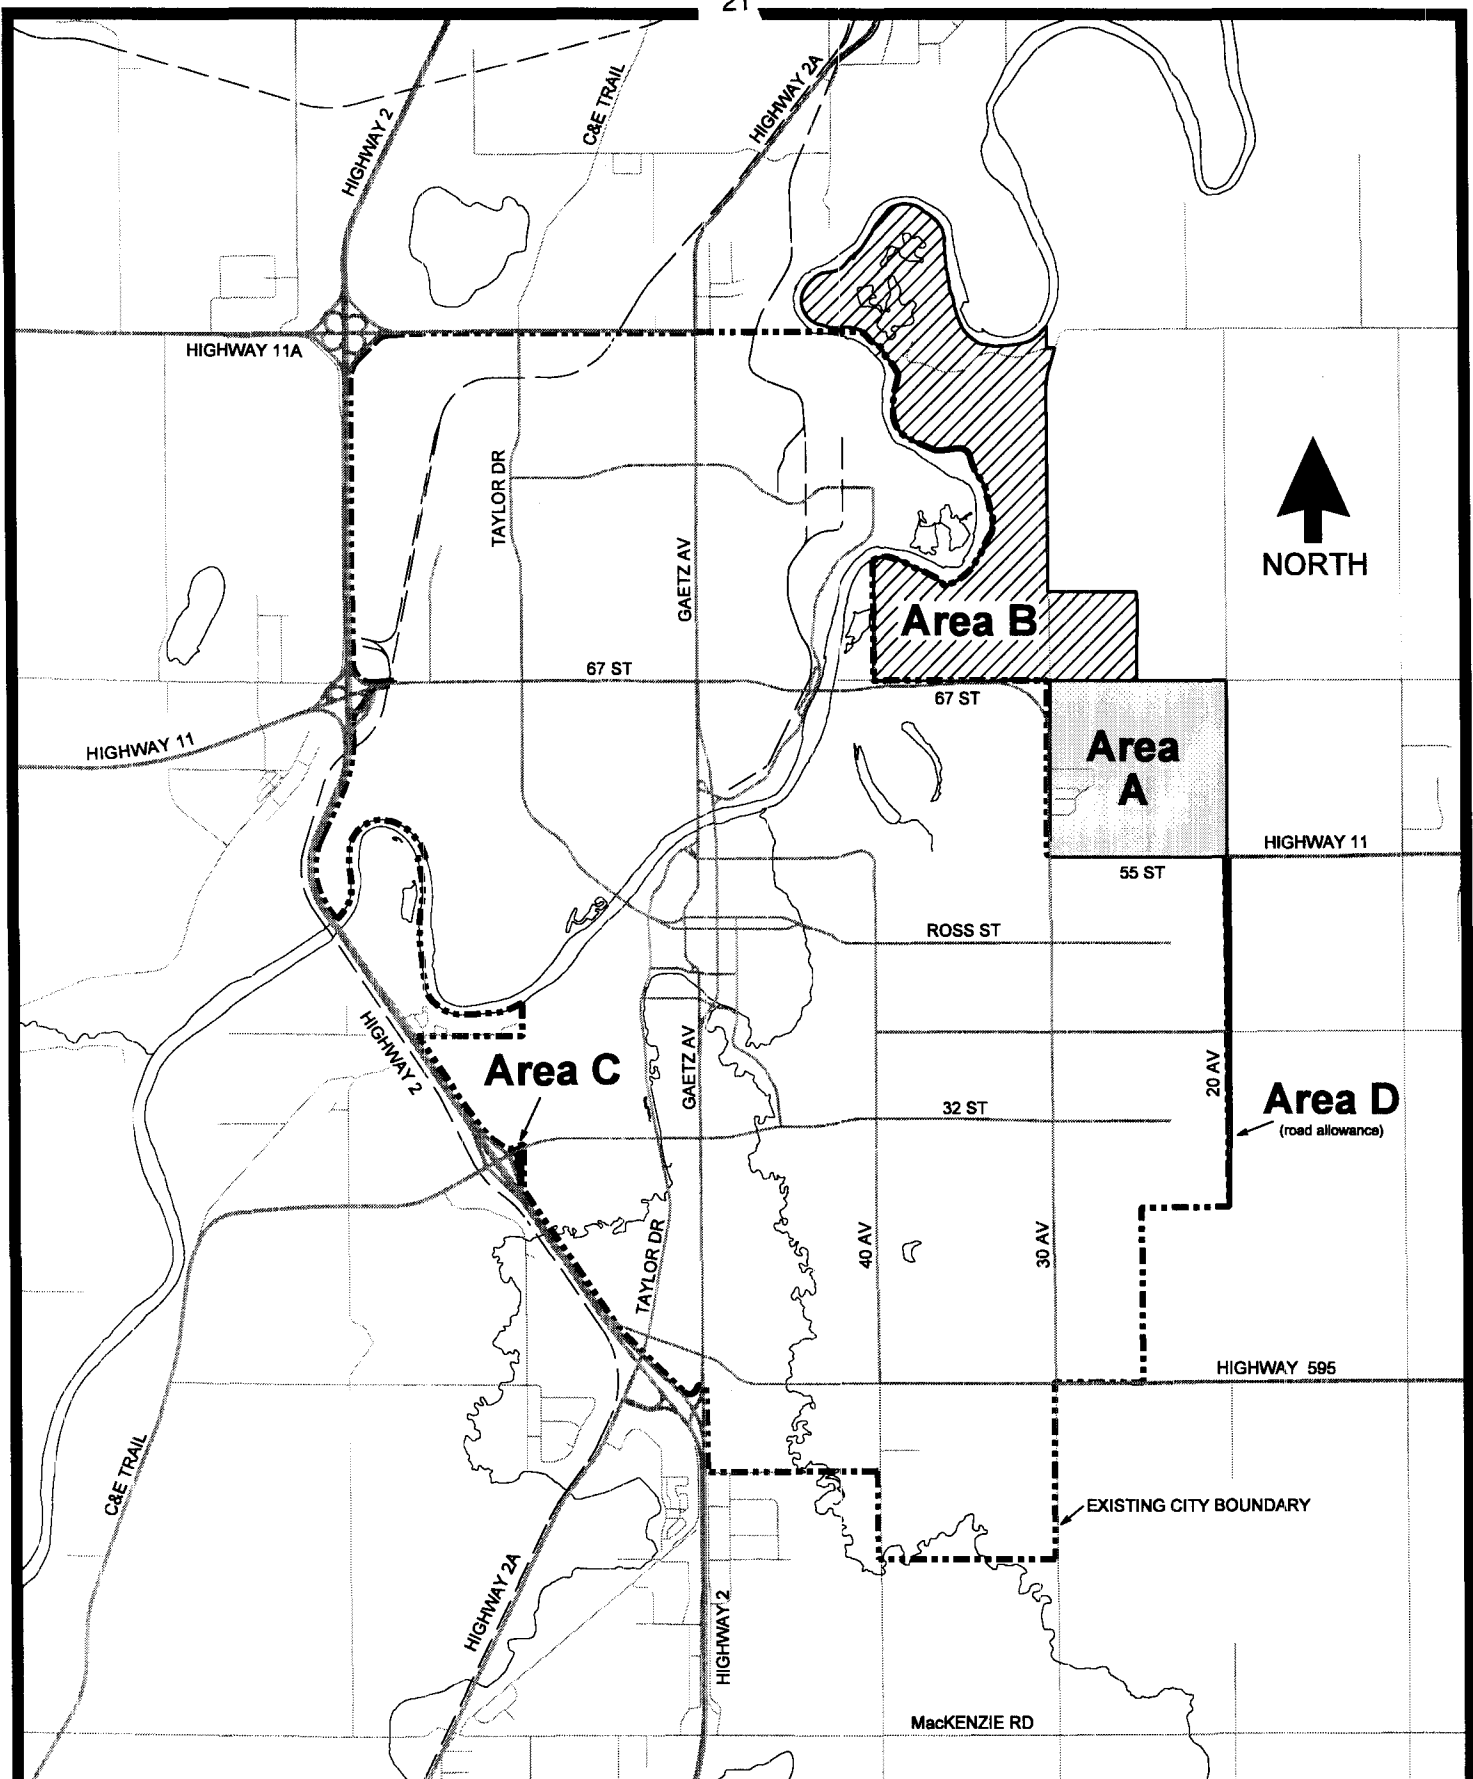 21
HIGHWAY 2
C&E TRAIL
HIGHWAY 2A
HIGHWAY 11A
TAYLOR DR
GAETZ AV
NORTH
Area B
67 ST
67 ST
HIGHWAY 11
Area
A
HIGHWAY 11
55 ST
ROSS ST
HIGHWAY 2
Area C
GAETZ AV
32 ST
20 AV
Area D
(road allowance)
TAYLOR DR
40 AV
30 AV
HIGHWAY 595
C&E TRAIL
EXISTING CITY BOUNDARY
HIGHWAY 2A
HIGHWAY 2
MacKENZIE RD